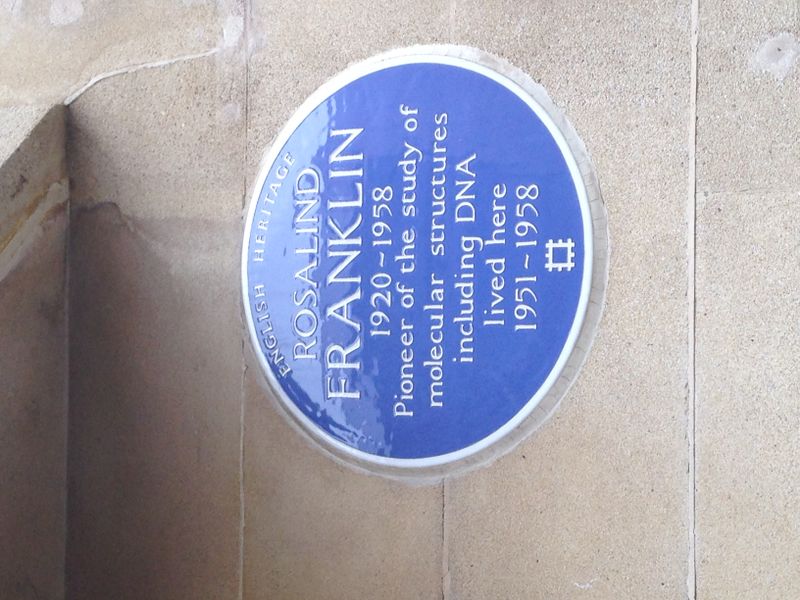 ENGLISH HERITAGE
ROSALIND
FRANKLIN
1920~1958
Pioneer of the study of
molecular structures
including DNA
lived here
1951~1958